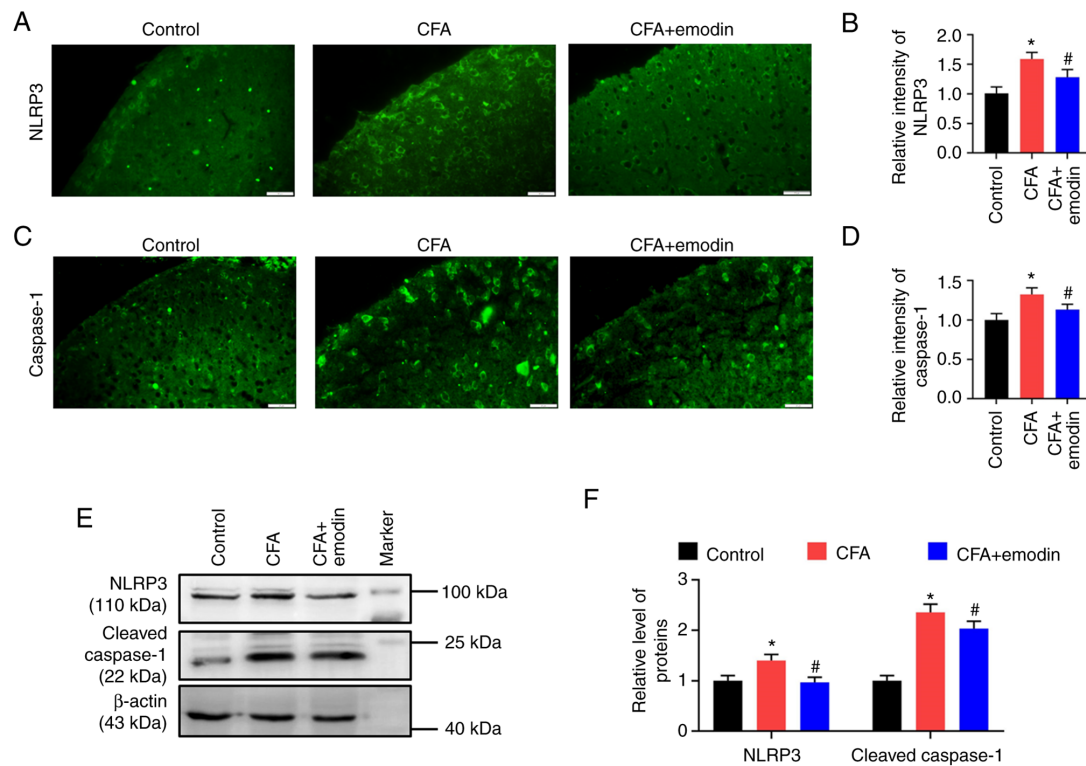 A
Control
CFA
CFA+emodin
NLRP3
B
Relative intensity of
NLRP3
2.0
1.5
1.0
0.5
0.0
*
#
Control
CFA
CFA+
emodin
C
Control
CFA
CFA+emodin
Caspase-1
D
Relative intensity of
caspase-1
1.5
1.0
0.5
0.0
*
#
Control
CFA
CFA+
emodin
E
Control
CFA
CFA+
emodin
Marker
NLRP3
(110 kDa)
100 kDa
Cleaved
caspase-1
(22 kDa)
25 kDa
β-actin
(43 kDa)
40 kDa
F
Control
CFA
CFA+emodin
Relative level of
proteins
3
2
1
0
*
#
*
#
NLRP3
Cleaved caspase-1